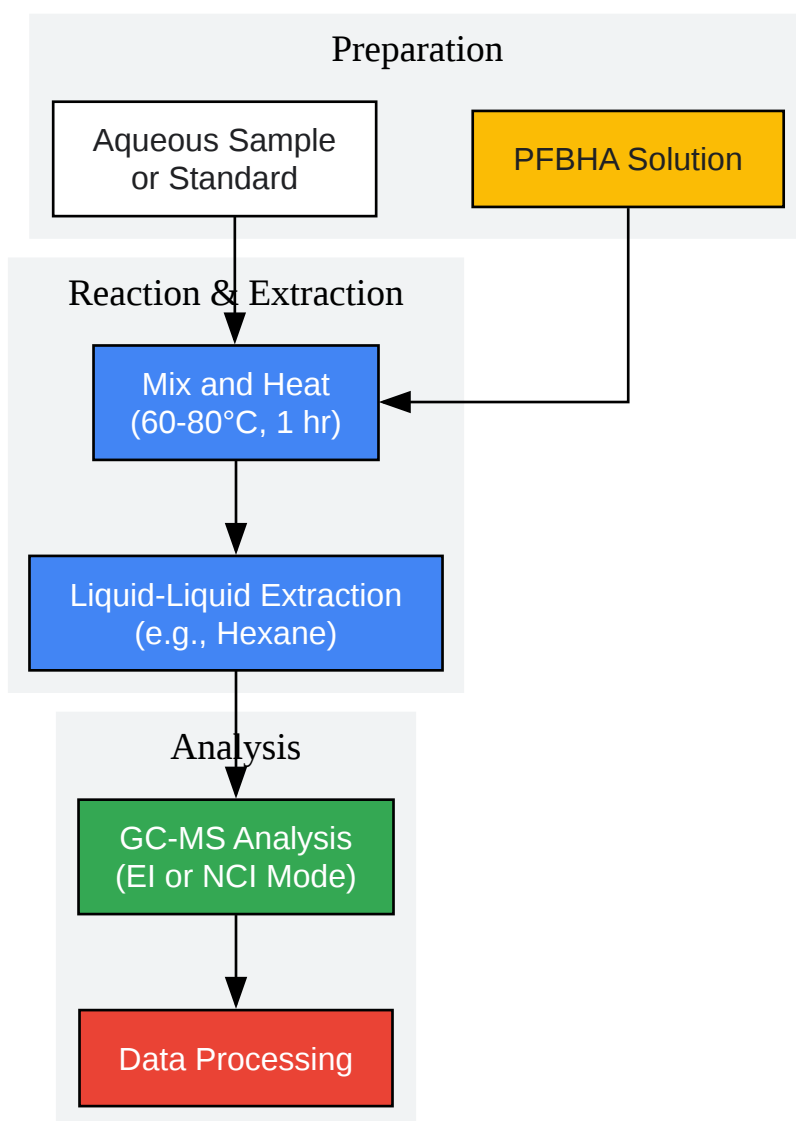 Preparation
Aqueous Sample
or Standard
PFBHA Solution
Reaction & Extraction
Mix and Heat
(60-80°C, 1 hr)
Liquid-Liquid Extraction
(e.g., Hexane)
Analysis
GC-MS Analysis
(EI or NCI Mode)
Data Processing